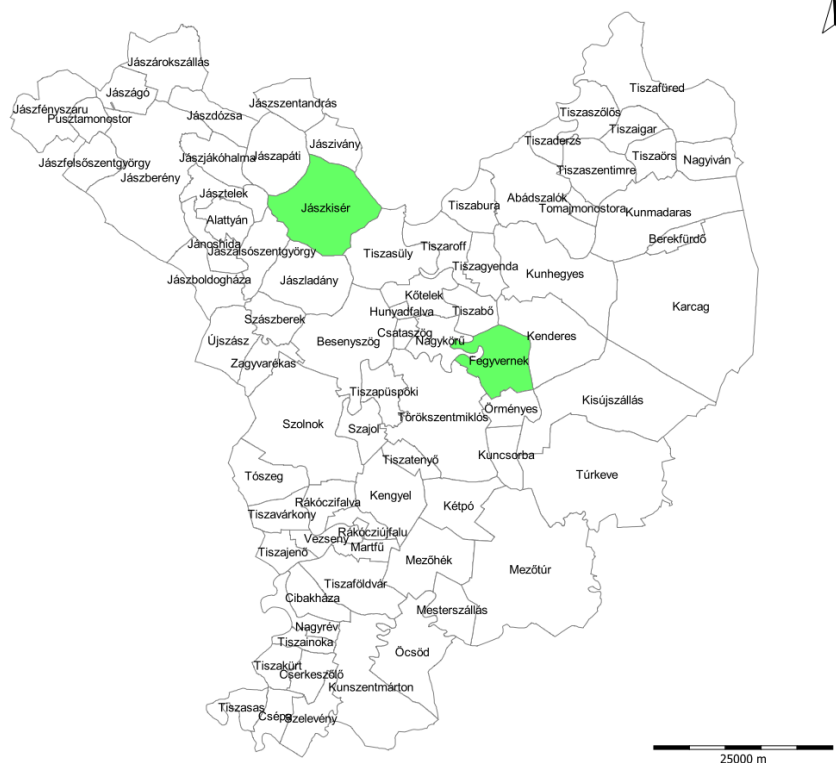 Jászárokszállás
Tiszafüred
Jászágó
Jászszentandrás
Jászfényszaru
Pusztamonostor
Jászdózsa
Tiszaszőlős
Tiszaigar
Jászivány
Tiszaderzs
Jászjákóhalma
Jászapáti
Tiszaörs
Nagyiván
Jászfelsőszentgyörgy
Tiszaszentimre
Jászberény
Jásztelek
Abádszalók
Tiszabura
Jászkisér
Tomajmonostora
Kunmadaras
Alattyán
Berekfürdő
Jánoshida
Tiszaroff
Jászalsószentgyörgy
Tiszasüly
Tiszagyenda
Kunhegyes
Jászboldogháza
Jászladány
Kőtelek
Karcag
Hunyadfalva
Tiszabő
Szászberek
Csataszög
Kenderes
Újszász
Besenyszög
Nagykörű
Fegyvernek
Zagyvarékas
Tiszapüspöki
Kisújszállás
Örményes
Törökszentmiklós
Szolnok
Szajol
Kuncsorba
Tiszatenyő
Túrkeve
Tószeg
Kengyel
Rákóczifalva
Kétpó
Tiszavárkony
Rákócziújfalu
Vezseny
Martfű
Tiszajenő
Mezőhék
Mezőtúr
Tiszaföldvár
Cibakháza
Mesterszállás
Nagyrév
Tiszainoka
Öcsöd
Tiszakürt
Cserkeszőlő
Kunszentmárton
Tiszasas
Csépa
Szelevény
25000 m